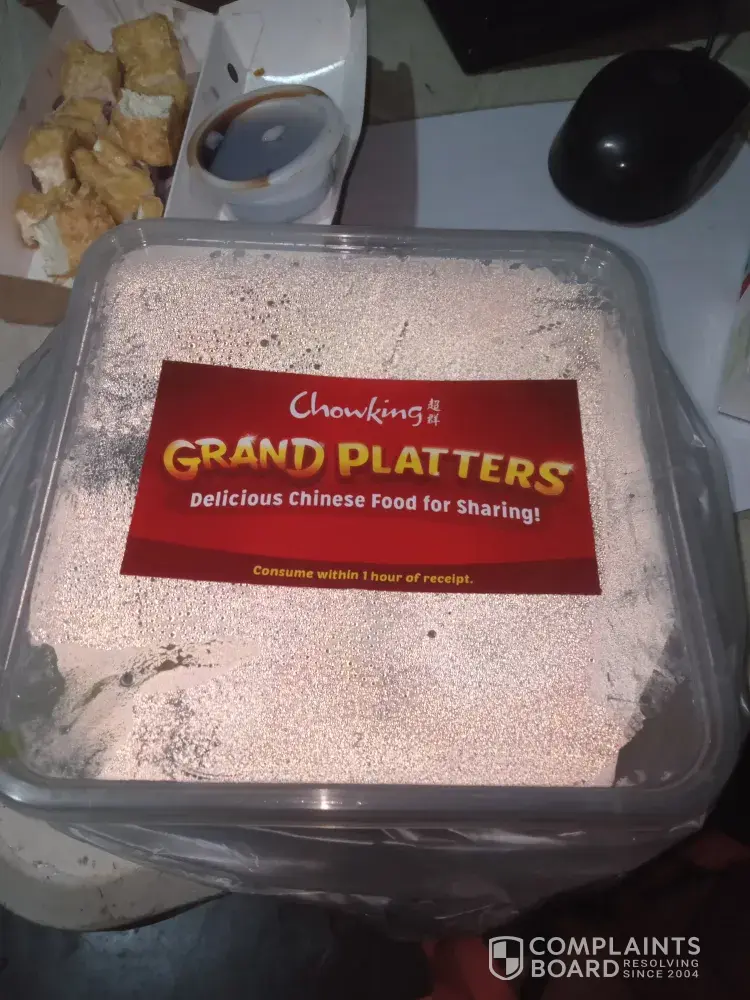 Chowking 超群
GRAND PLATTERS
Delicious Chinese Food for Sharing!
Consume within 1 hour of receipt.
COMPLAINTS
BOARD RESOLVING SINCE 2004